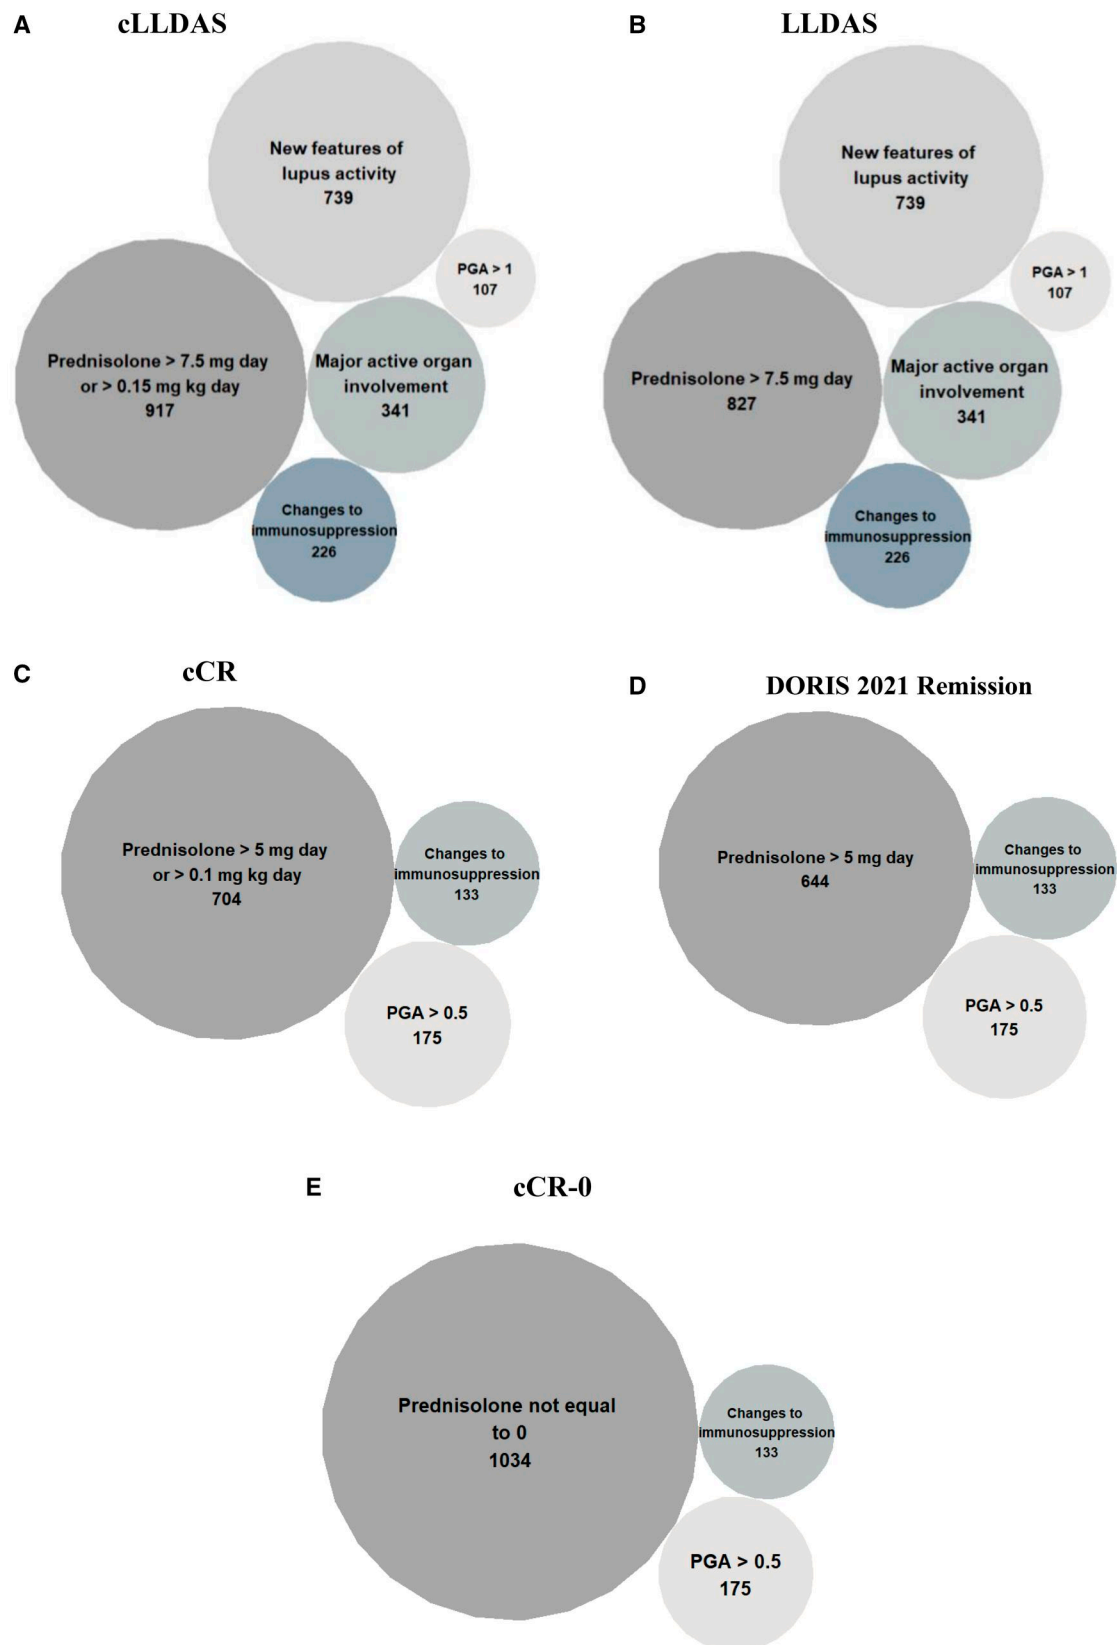 A
cLLDAS
New features of
lupus activity
739
PGA > 1
107
Prednisolone > 7.5 mg day
or > 0.15 mg kg day
917
Major active organ
involvement
341
Changes to
immunosuppression
226
B
LLDAS
New features of
lupus activity
739
PGA > 1
107
Prednisolone > 7.5 mg day
827
Major active organ
involvement
341
Changes to
immunosuppression
226
C
cCR
Prednisolone > 5 mg day
or > 0.1 mg kg day
704
Changes to
immunosuppression
133
PGA > 0.5
175
D
DORIS 2021 Remission
Prednisolone > 5 mg day
644
Changes to
immunosuppression
133
PGA > 0.5
175
E
cCR-0
Prednisolone not equal
to 0
1034
Changes to
immunosuppression
133
PGA > 0.5
175